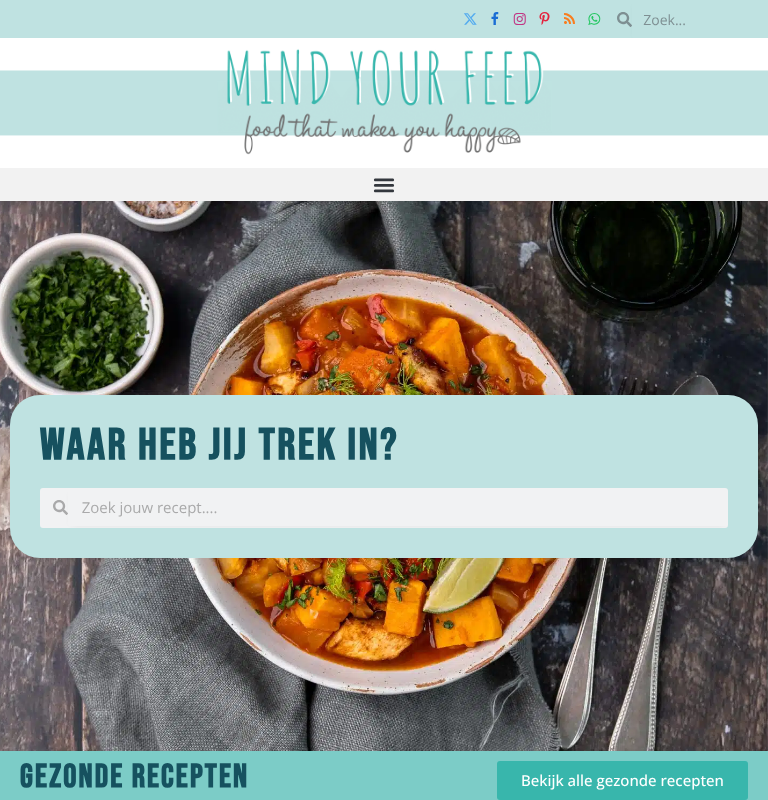 Zoek...
MIND YOUR FEED
food that makes you happy
WAAR HEB JIJ TREK IN?
Zoek jouw recept....
GEZONDE RECEPTEN
Bekijk alle gezonde recepten